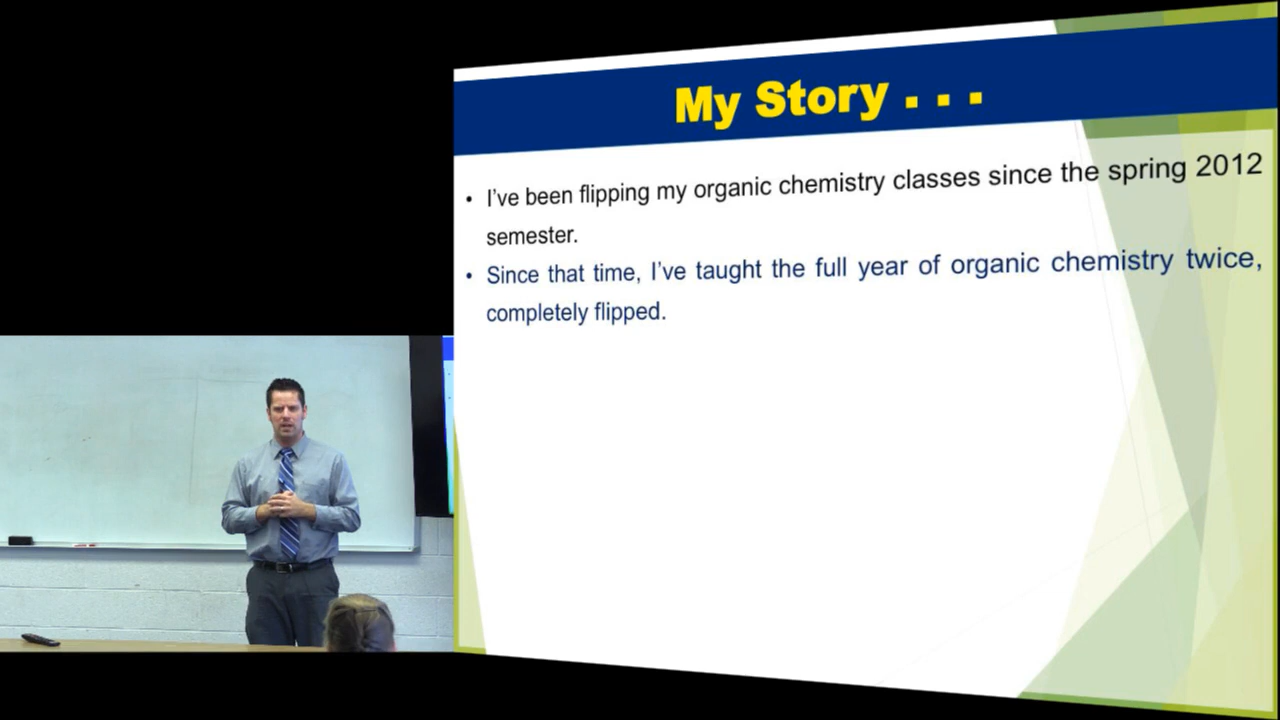 My Story . . .
• I've been flipping my organic chemistry classes since the spring 2012
semester.
• Since that time, I've taught the full year of organic chemistry twice,
completely flipped.